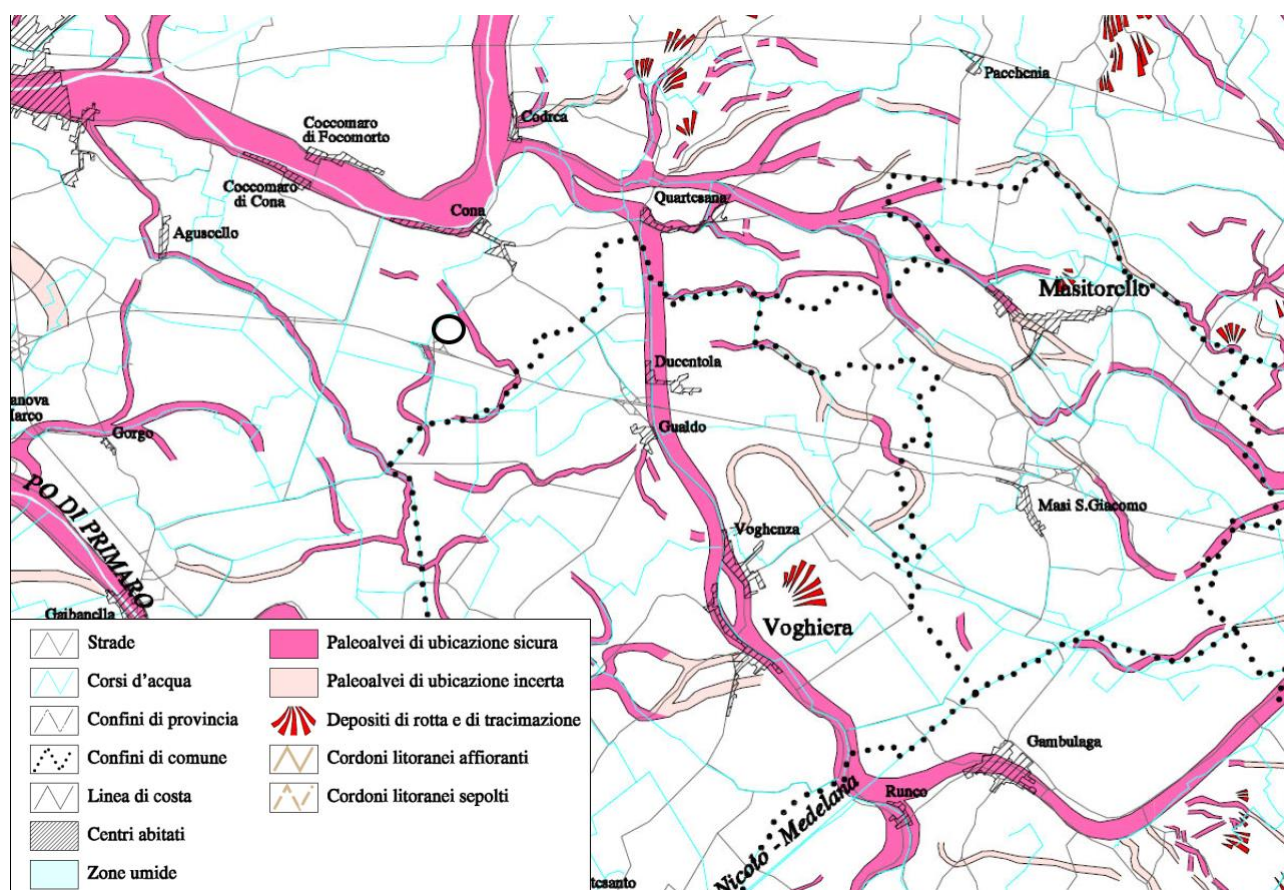 Pacchenia
Codrea
Coccomaro
di Focomorto
Coccomaro
di Cona
Cona
Quartesana
Aguscello
Masitorello
Ducentola
Gualdo
anova
Marco
Gorgo
PO DI PRIMARO
Masi S.Giacomo
Voghenza
Voghiera
Gaibanella
Gambulaga
Runco
Nicolò - Medelana
tesanto
Strade
Corsi d'acqua
Confini di provincia
Confini di comune
Linea di costa
Centri abitati
Zone umide
Paleoalvei di ubicazione sicura
Paleoalvei di ubicazione incerta
Depositi di rotta e di tracimazione
Cordoni litoranei affioranti
Cordoni litoranei sepolti